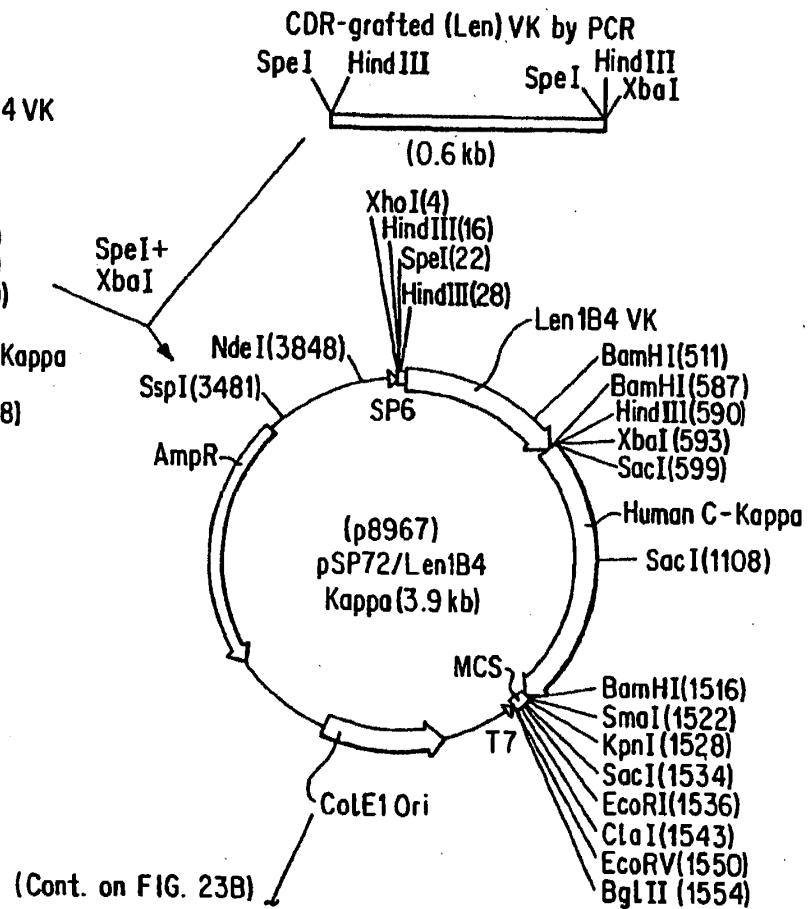 CDR-grafted (Len) VK by PCR
SpeI HindIII
SpeI HindIII
XbaI
4 VK
(0.6 kb)
XhoI(4)
HindIII(16)
SpeI(22)
HindIII(28)
)
)
SpeI+
XbaI
Kappa
8)
Len1B4 VK
NdeI(3848)
SspI(3481)
SP6
AmpR
BamHI(511)
BamHI(587)
HindIII(590)
XbaI(593)
SacI(599)
Human C-Kappa
SacI(1108)
(p8967)
pSP72/Len1B4
Kappa(3.9 kb)
MCS
T7
BamHI(1516)
SmaI(1522)
KpnI(1528)
SacI(1534)
EcoRI(1536)
ClaI(1543)
EcoRV(1550)
BglII (1554)
ColE1 Ori
(Cont. on FIG. 23B)